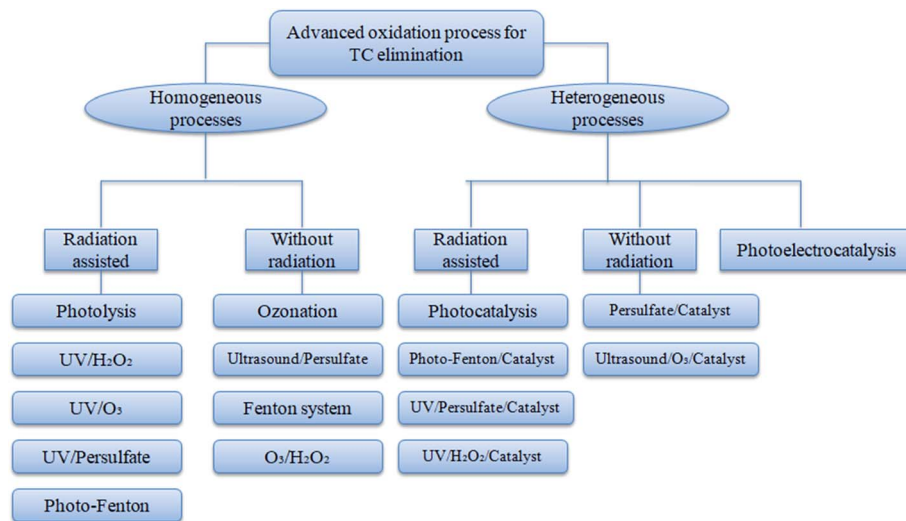 Advanced oxidation process for
TC elimination
Homogeneous
processes
Heterogeneous
processes
Radiation
assisted
Without
radiation
Radiation
assisted
Without
radiation
Photoelectrocatalysis
Photolysis
Ozonation
Photocatalysis
Persulfate/Catalyst
UV/H₂O₂
Ultrasound/Persulfate
Photo-Fenton/Catalyst
Ultrasound/O₃/Catalyst
UV/O₃
Fenton system
UV/Persulfate/Catalyst
UV/Persulfate
O₃/H₂O₂
UV/H₂O₂/Catalyst
Photo-Fenton